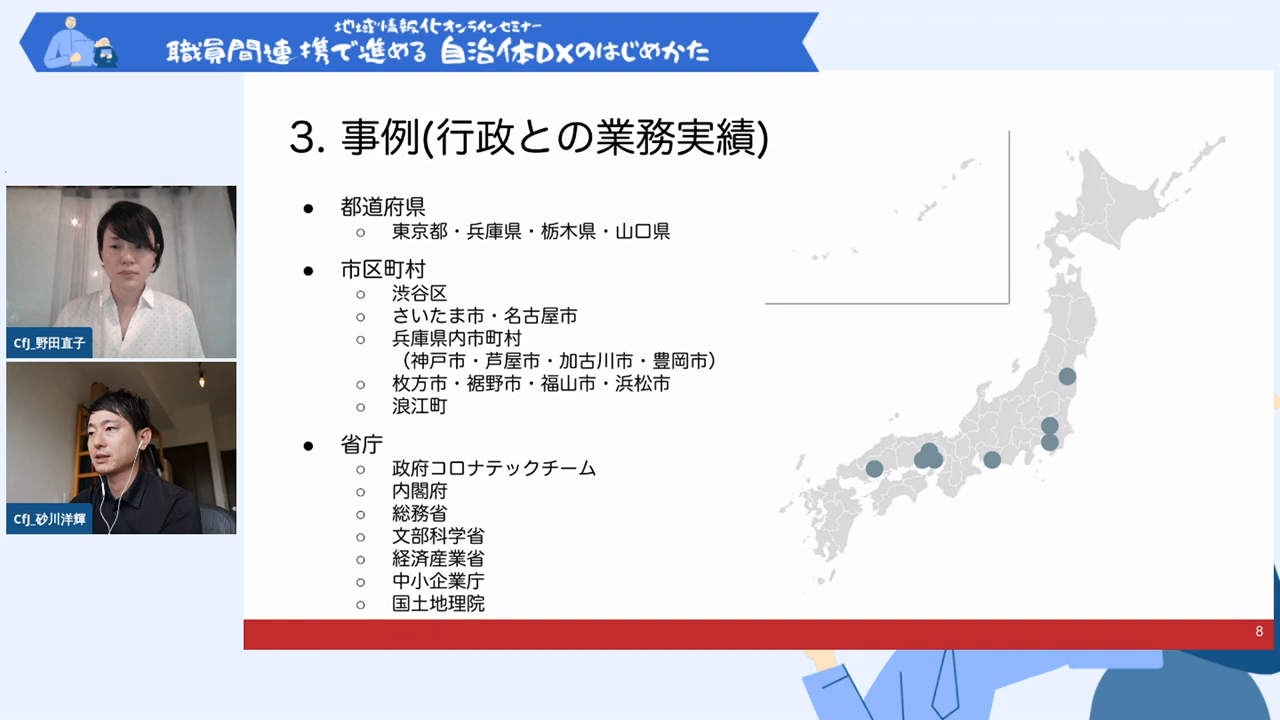 地域情報化オンラインセミナー
職員間連携で進める 自治体DXのはじめかた
3. 事例(行政との業務実績)
● 都道府県
○ 東京都・兵庫県・栃木県・山口県
● 市区町村
○ 渋谷区
○ さいたま市・名古屋市
○ 兵庫県内市町村
（神戸市・芦屋市・加古川市・豊岡市）
○ 枚方市・裾野市・福山市・浜松市
○ 浪江町
● 省庁
○ 政府コロナテックチーム
○ 内閣府
○ 総務省
○ 文部科学省
○ 経済産業省
○ 中小企業庁
○ 国土地理院
8
CfJ_野田直子
CfJ_砂川洋輝